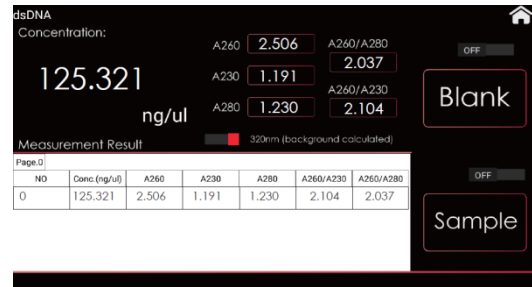 dsDNA
Concentration:
125.321
ng/ul
A260 2.506
A230 1.191
A280 1.230
A260/A280
2.037
A260/A230
2.104
320nm (background calculated)
OFF
Blank
Measurement Result
Page.0
NO Conc.(ng/ul) A260 A230 A280 A260/A230 A260/A280
0 125.321 2.506 1.191 1.230 2.104 2.037
OFF
Sample